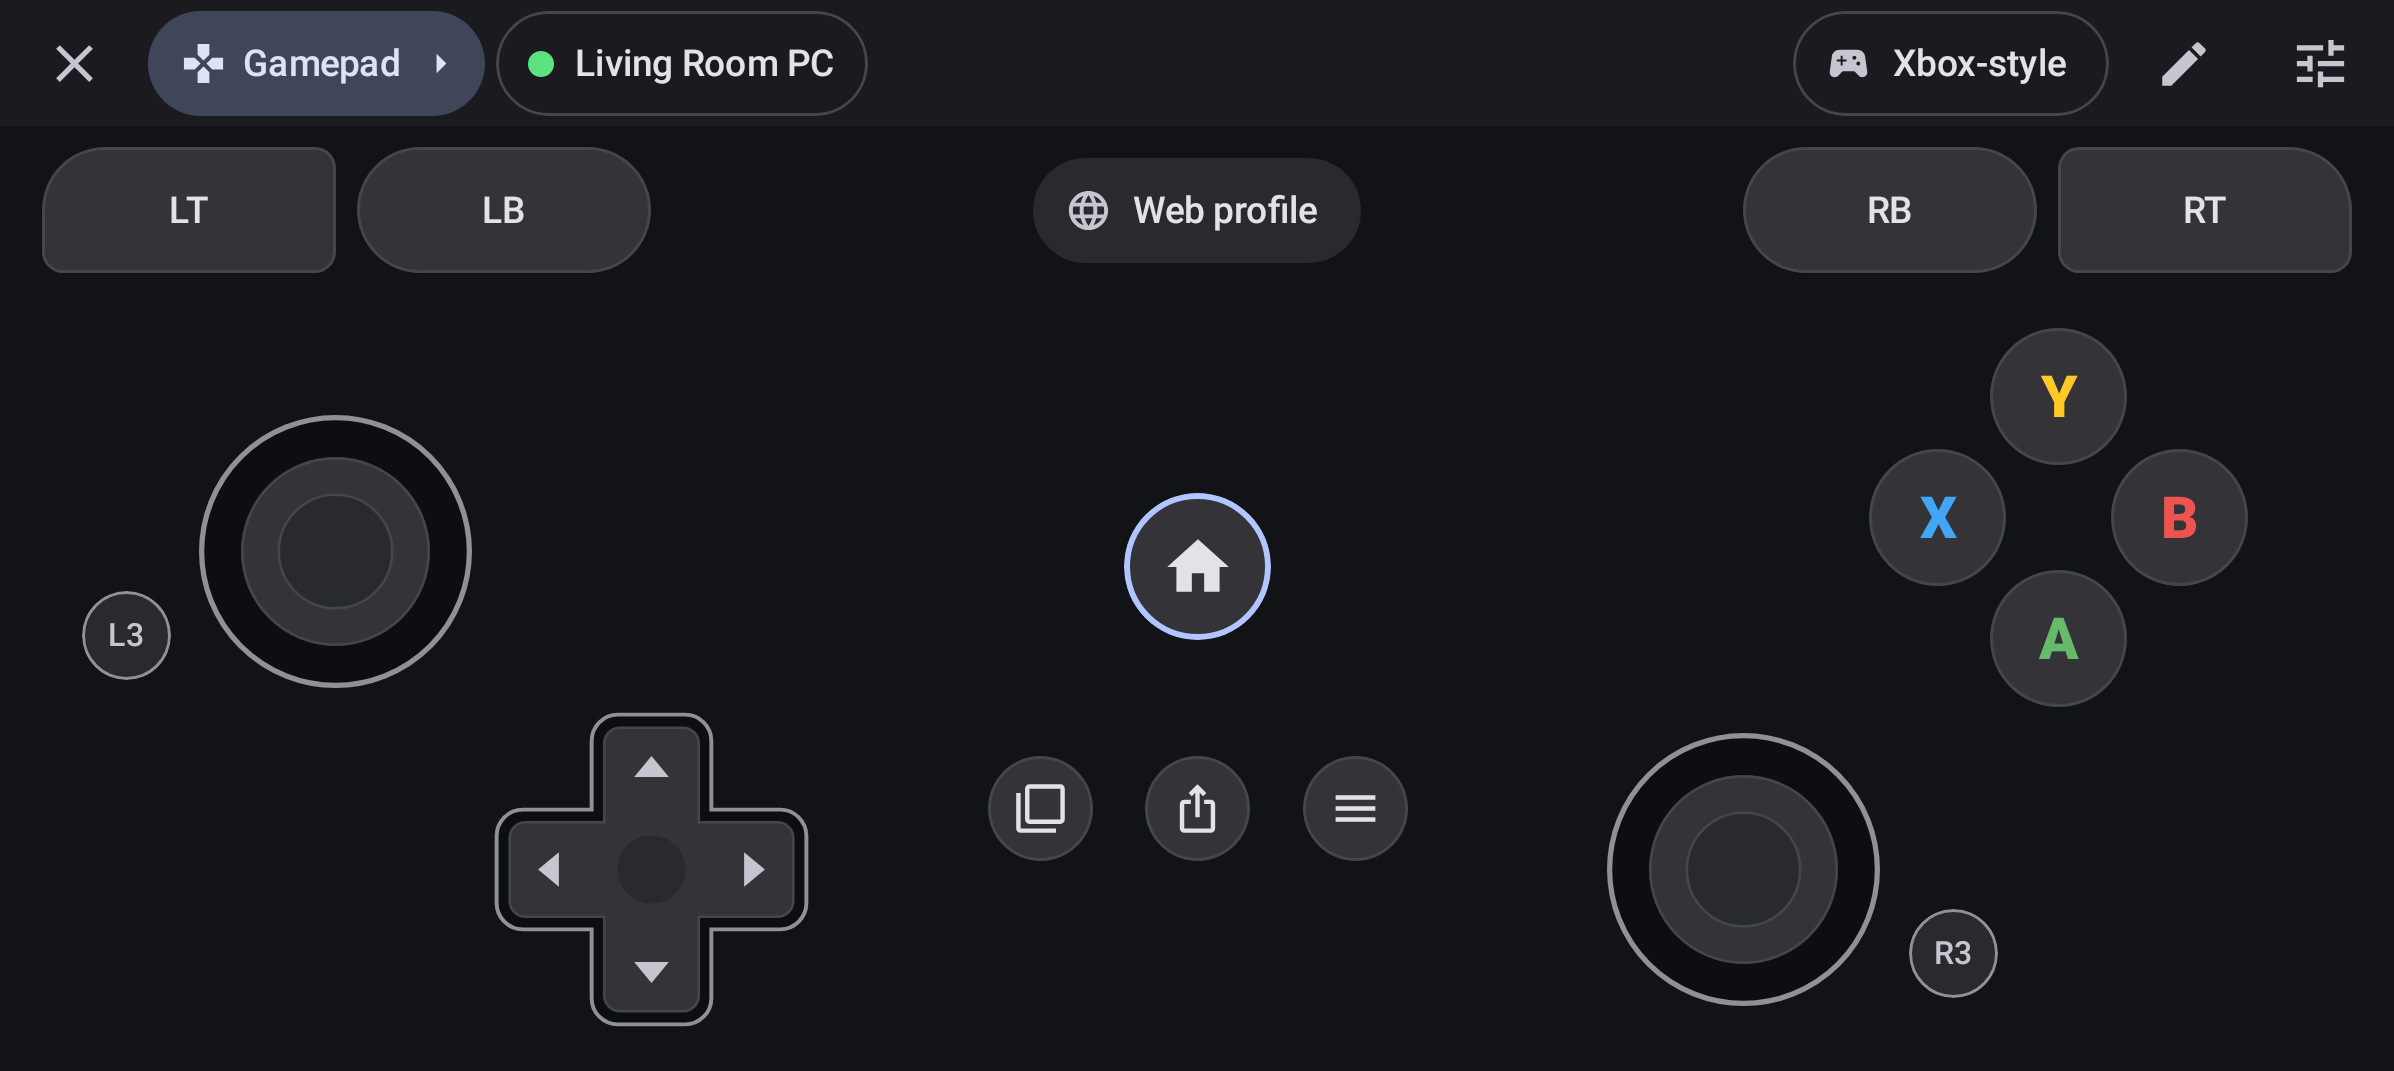 Gamepad
Living Room PC
Xbox-style
LT
LB
Web profile
RB
RT
Y
X
B
A
L3
R3